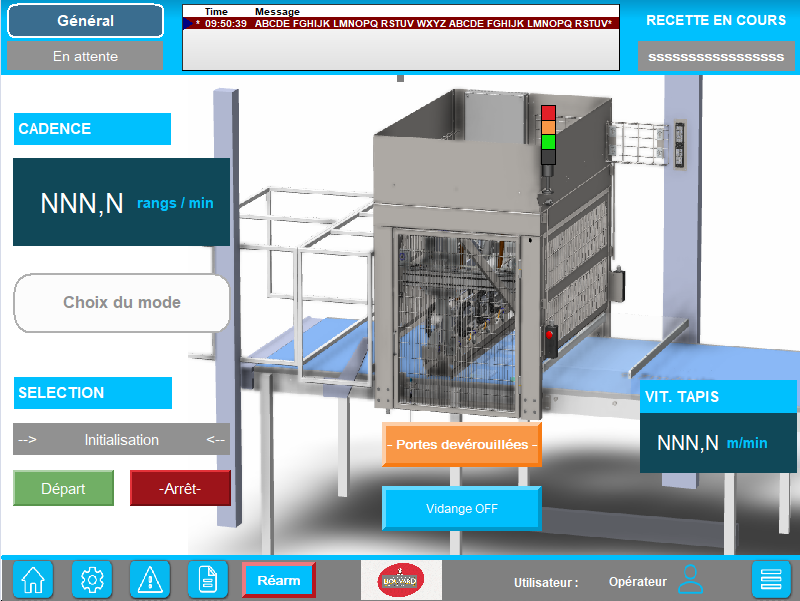 Général
En attente
Time Message
* 09:50:39 ABCDE FGHIJK LMNOPQ RSTUV WXYZ ABCDE FGHIJK LMNOPQ RSTUV*
RECETTE EN COURS
sssssssssssssssss
CADENCE
NNN,N rangs / min
Choix du mode
SELECTION
--> Initialisation <--
Départ
-Arrêt-
- Portes devérouillées -
Vidange OFF
VIT. TAPIS
NNN,N m/min
Réarm
BOUVARD
Utilisateur :
Opérateur